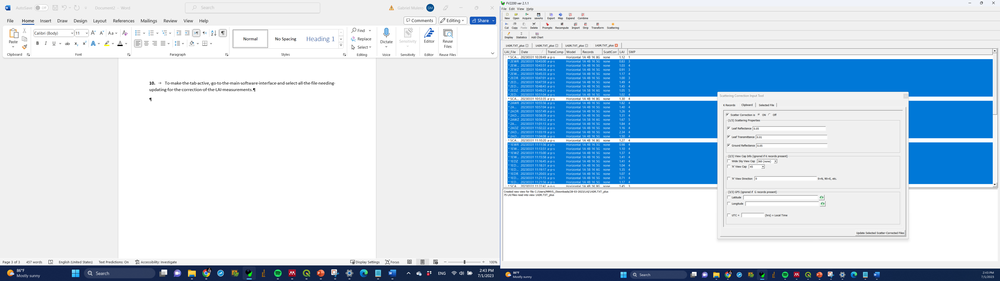 AutoSave Off Document2 - Word Search Gabriel Mulero GM
File Home Insert Draw Design Layout References Mailings Review View Help Comments Editing Share
Paste Calibri (Body) 11 Aa Normal No Spacing Heading 1 Find Replace Select Dictate Sensitivity Editor Reuse Files
Clipboard Font Paragraph Styles Editing Voice Sensitivity Editor Reuse Files
10. → To·make·the·tab·active,·go·to·the·main·software·interface·and·select·all·the·file·needing·
updating·for·the·correction·of·the·LAI·measurements.¶
¶
Page 3 of 3 457 words English (United States) Text Predictions: On Accessibility: Investigate Display Settings Focus 100%
86°F
Mostly sunny
Search
ENG
2:43 PM
7/1/2023
FV2200 ver 2.1.1
File Edit View Help
New Open Acquire saveAs Export Map Expand Combine
Cut Copy Paste Delete Prompts Recompute Import Strip Transform Scattering
Display Statistics Add Chart
1ADR.TXT_plus 1ADR.TXT_plus 1ADR.TXT_plus 1ADR.TXT_plus
LAI_File Date TransComp Model Records ScattCorr LAI SMP
* SCA... 20230331 10:39:49 a-p-s Horizontal 1A 4B 1K 8G none 1.12 1
* 2EWR 20230331 10:43:00 a-p-s Horizontal 1A 4B 1K 5G none 0.83 3
* 2EW... 20230331 10:43:51 a-p-s Horizontal 1A 4B 1K 5G none 1.03 4
* 2EWZ 20230331 10:44:36 a-p-s Horizontal 1A 4B 1K 5G none 0.91 3
* 2EW... 20230331 10:45:33 a-p-s Horizontal 1A 4B 1K 5G none 1.17 4
* 2EDR 20230331 10:47:01 a-p-s Horizontal 1A 4B 1K 5G none 1.00 3
* 2ED... 20230331 10:47:59 a-p-s Horizontal 1A 4B 1K 5G none 1.49 4
* 2ED... 20230331 10:48:43 a-p-s Horizontal 1A 4B 1K 5G none 1.45 4
* 2EDZ 20230331 10:49:21 a-p-s Horizontal 1A 5B 1K 6G none 1.05 5
* 2ED... 20230331 10:51:04 a-p-s Horizontal 1A 4B 1K 5G none 1.02 4
* SCA... 20230331 10:53:35 a-p-s Horizontal 1A 4B 1K 8G none 1.30 4
* 2AWR 20230331 10:55:56 a-p-s Horizontal 1A 4B 1K 5G none 1.82 4
* 2A... 20230331 10:57:04 a-p-s Horizontal 1A 4B 1K 5G none 1.40 4
* 2ADR 20230331 10:57:49 a-p-s Horizontal 1A 4B 1K 5G none 1.26 4
* 2AD... 20230331 10:58:39 a-p-s Horizontal 1A 4B 1K 5G none 1.31 4
* 2AWZ 20230331 10:59:32 a-p-s Horizontal 1A 5B 1K 6G none 1.67 5
* 2A... 20230331 11:01:13 a-p-s Horizontal 1A 4B 1K 5G none 1.84 4
* 2ADZ 20230331 11:02:22 a-p-s Horizontal 1A 4B 1K 5G none 1.16 4
* 2AD... 20230331 11:03:19 a-p-s Horizontal 1A 4B 1K 5G none 2.34 4
* 2AD... 20230331 11:04:08 a-p-s Horizontal 1A 4B 1K 5G none 1.50 4
* SCA... 20230331 11:10:20 a-p-s Horizontal 1A 4B 1K 8G none 1.27 4
* 1EWR 20230331 11:11:56 a-p-s Horizontal 1A 4B 1K 5G none 0.98 4
* 1EW... 20230331 11:13:51 a-p-s Horizontal 1A 4B 1K 5G none 1.10 4
* 1EWZ 20230331 11:15:00 a-p-s Horizontal 1A 4B 1K 5G none 1.37 4
* 1EW... 20230331 11:15:58 a-p-s Horizontal 1A 4B 1K 5G none 1.41 4
* 1EDZ 20230331 11:16:45 a-p-s Horizontal 1A 4B 1K 5G none 1.41 4
* 1ED... 20230331 11:18:31 a-p-s Horizontal 1A 4B 1K 5G none 1.04 4
* 1ED... 20230331 11:19:17 a-p-s Horizontal 1A 5B 1K 6G none 1.35 4
* 1EDR 20230331 11:20:03 a-p-s Horizontal 1A 4B 1K 5G none 1.07 4
* 1ED... 20230331 11:21:15 a-p-s Horizontal 1A 4B 1K 5G none 0.71 4
* 1ED... 20230331 11:21:56 a-p-s Horizontal 1A 4B 1K 5G none 1.17 4
* SCA... 20230331 11:22:42 a-p-s Horizontal 1A 4B 1K 8G none 1.45 3
Created new view for file C:/Users/MMVS_/Downloads/28-03-2023/LAI/1ADR.TXT_plus
75 LAI files read into view 1ADR.TXT_plus
Scattering Correction Input Tool
K Records Clipboard Selected File
Scatter Correction is ON Off
(1/3) Scattering Properties
Leaf Reflectance 0.05
Leaf Transmittance 0.01
Ground Reflectance 0.05
(2/3) View Cap Info (ignored if K records present)
Wide Sky View Cap 360 (none)
'A' View Cap 45
'A' View Direction 0 0=N, 90=E, etc.
(3/3) GPS (ignored if G records present)
Latitude
Longitude
UTC + (hrs) = Local Time
Update Selected Scatter-Corrected Files
86°F
Mostly sunny
Search
2:43 PM
7/1/2023